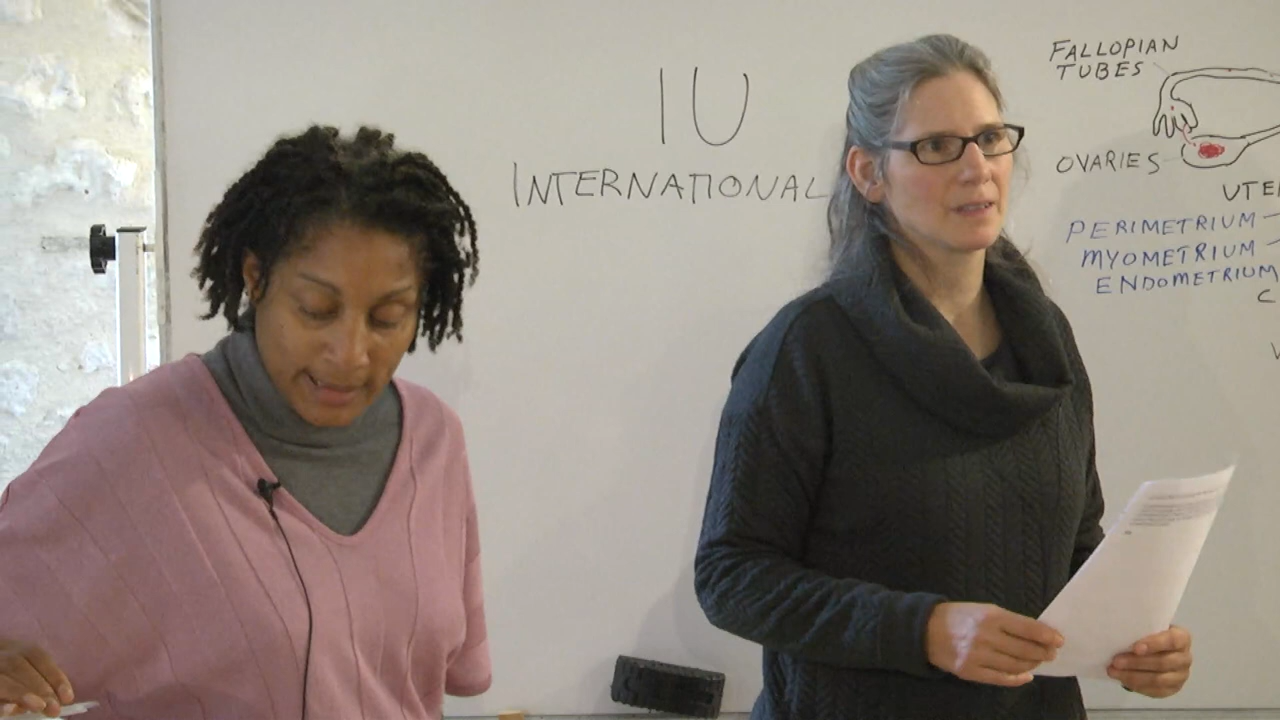 IU
INTERNATIONAL
FALLOPIAN
TUBES
OVARIES
PERIMETRIUM
MYOMETRIUM
ENDOMETRIUM